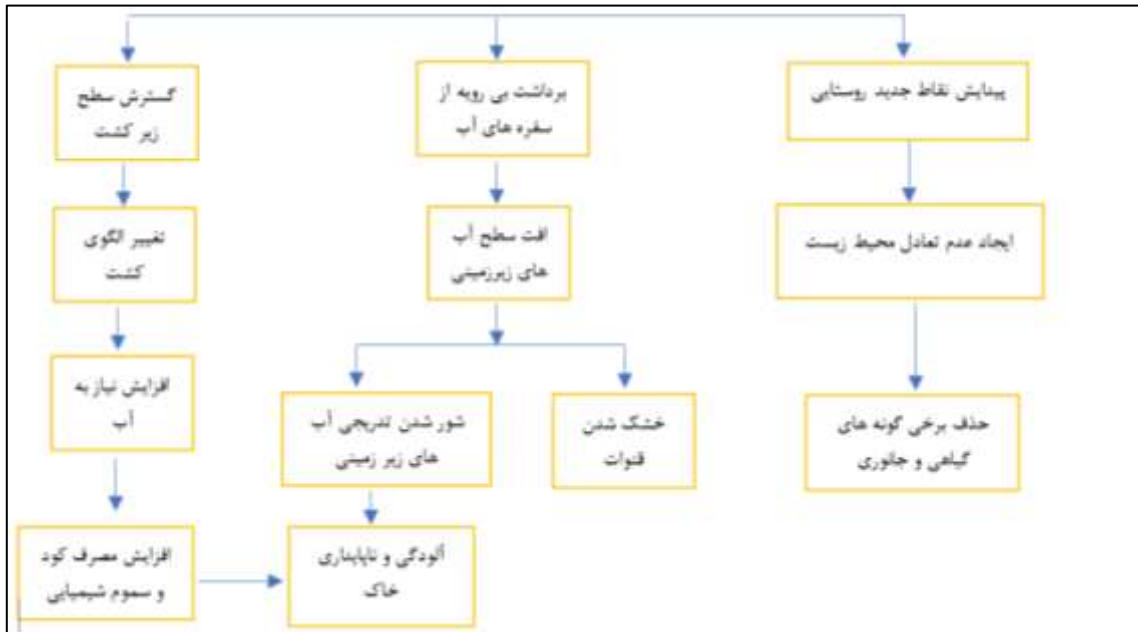 پیدایش نقاط جدید روستایی
برداشت بی رویه از
سفره های آب
گسترش سطح
زیر کشت
ایجاد عدم تعادل محیط زیست
افت سطح آب
های زیرزمینی
تغییر الگوی
کشت
حذف برخی گونه های
گیاهی و جانوری
خشک شدن
قنوات
شور شدن تدریجی آب
های زیر زمینی
افزایش نیاز به
آب
آلودگی و ناپایداری
خاک
افزایش مصرف کود
و سموم شیمیایی